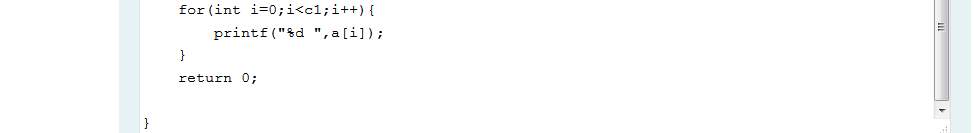 for(int i=0;i<c1;i++){
printf("%d ",a[i]);
}
return 0;
}